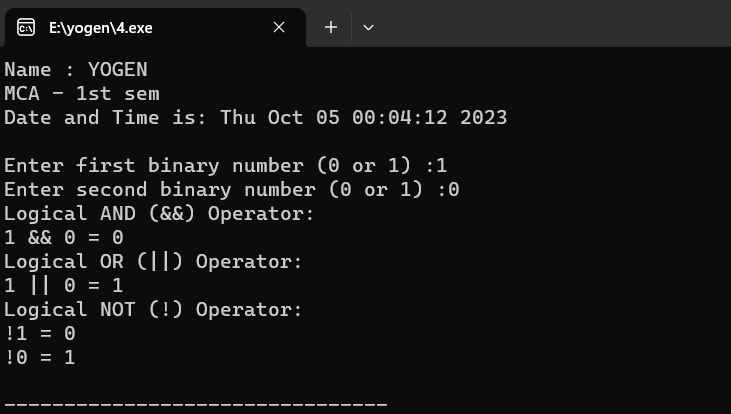 E:\yogen\4.exe
Name : YOGEN
MCA - 1st sem
Date and Time is: Thu Oct 05 00:04:12 2023
Enter first binary number (0 or 1) :1
Enter second binary number (0 or 1) :0
Logical AND (&&) Operator:
1 && 0 = 0
Logical OR (||) Operator:
1 || 0 = 1
Logical NOT (!) Operator:
!1 = 0
!0 = 1
--------------------------------